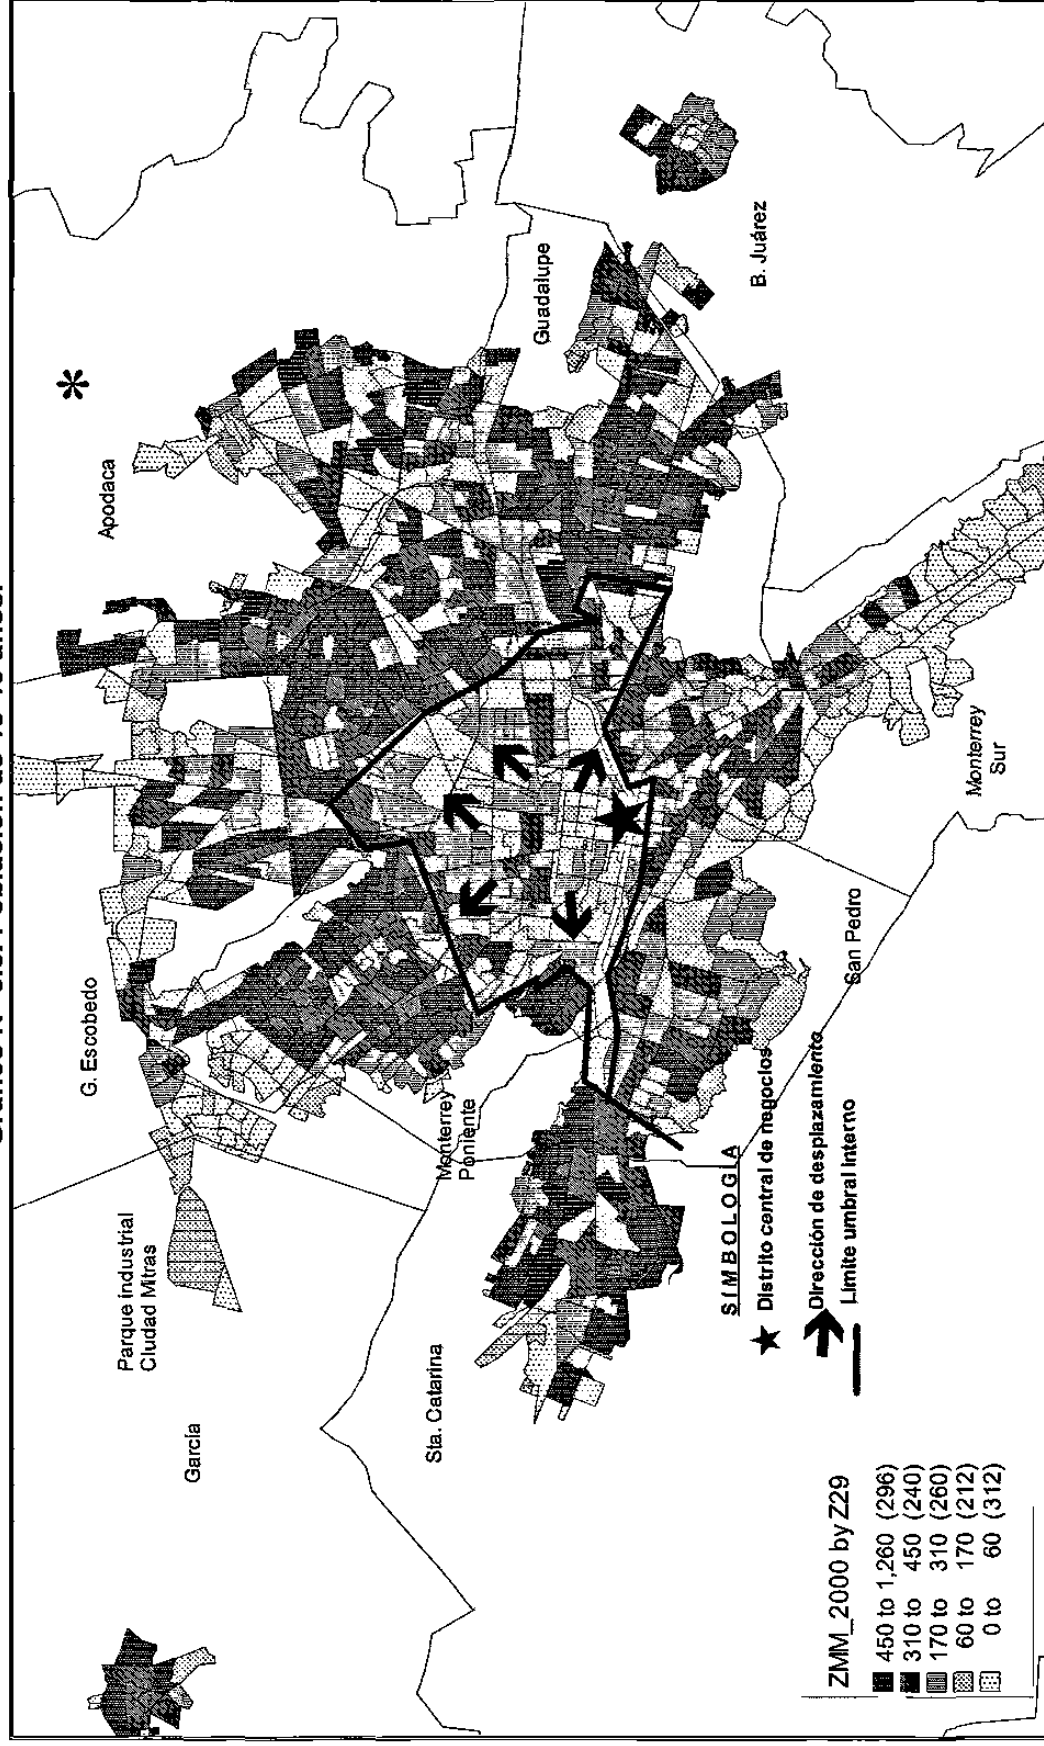 Apodaca
G. Escobedo
Parque Industrial
Ciudad Mitras
García
Guadalupe
B. Juárez
Monterrey
Poniente
Sta. Catarina
Monterrey
Sur
San Pedro
SIMBOLOGÍA
Distrito central de negocios
Dirección de desplazamiento
Limite umbral interno
ZMM_2000 by Z29
450 to 1,260 (296)
310 to 450 (240)
170 to 310 (260)
60 to 170 (212)
0 to 60 (312)